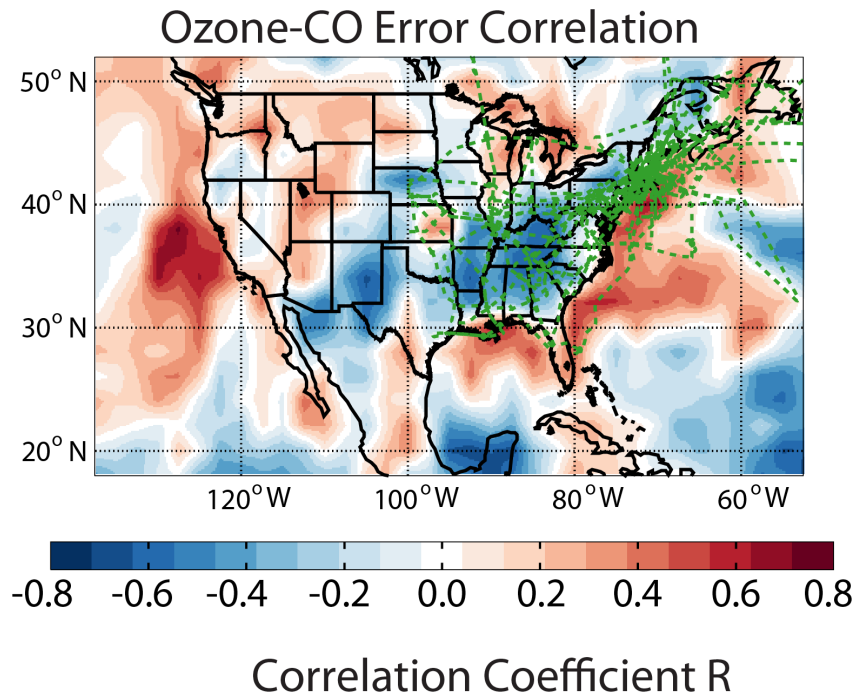 Ozone-CO Error Correlation
50° N
40° N
30° N
20° N
120°W 100°W 80°W 60°W
-0.8 -0.6 -0.4 -0.2 0.0 0.2 0.4 0.6 0.8
Correlation Coefficient R